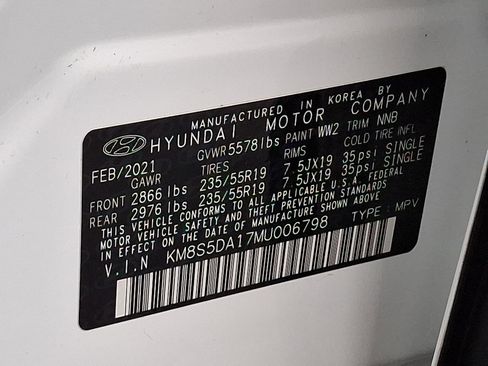 MANUFACTURED IN KOREA BY
HYUNDAI MOTOR COMPANY
FEB/2021 GVWR 5578lbs PAINT WW2 TRIM NNB
GAWR TIRES RIMS COLD TIRE INFL
FRONT 2866 lbs 235/55R19 7.5JX19 35psi SINGLE
REAR 2976 lbs 235/55R19 7.5JX19 35psi SINGLE
THIS VEHICLE CONFORMS TO ALL APPLICABLE U.S.A. FEDERAL
MOTOR VEHICLE SAFETY AND THEFT PREVENTION STANDARDS
IN EFFECT ON THE DATE OF MANUFACTURE SHOWN ABOVE
V.I.N KM8S5DA17MU006798 TYPE : MPV